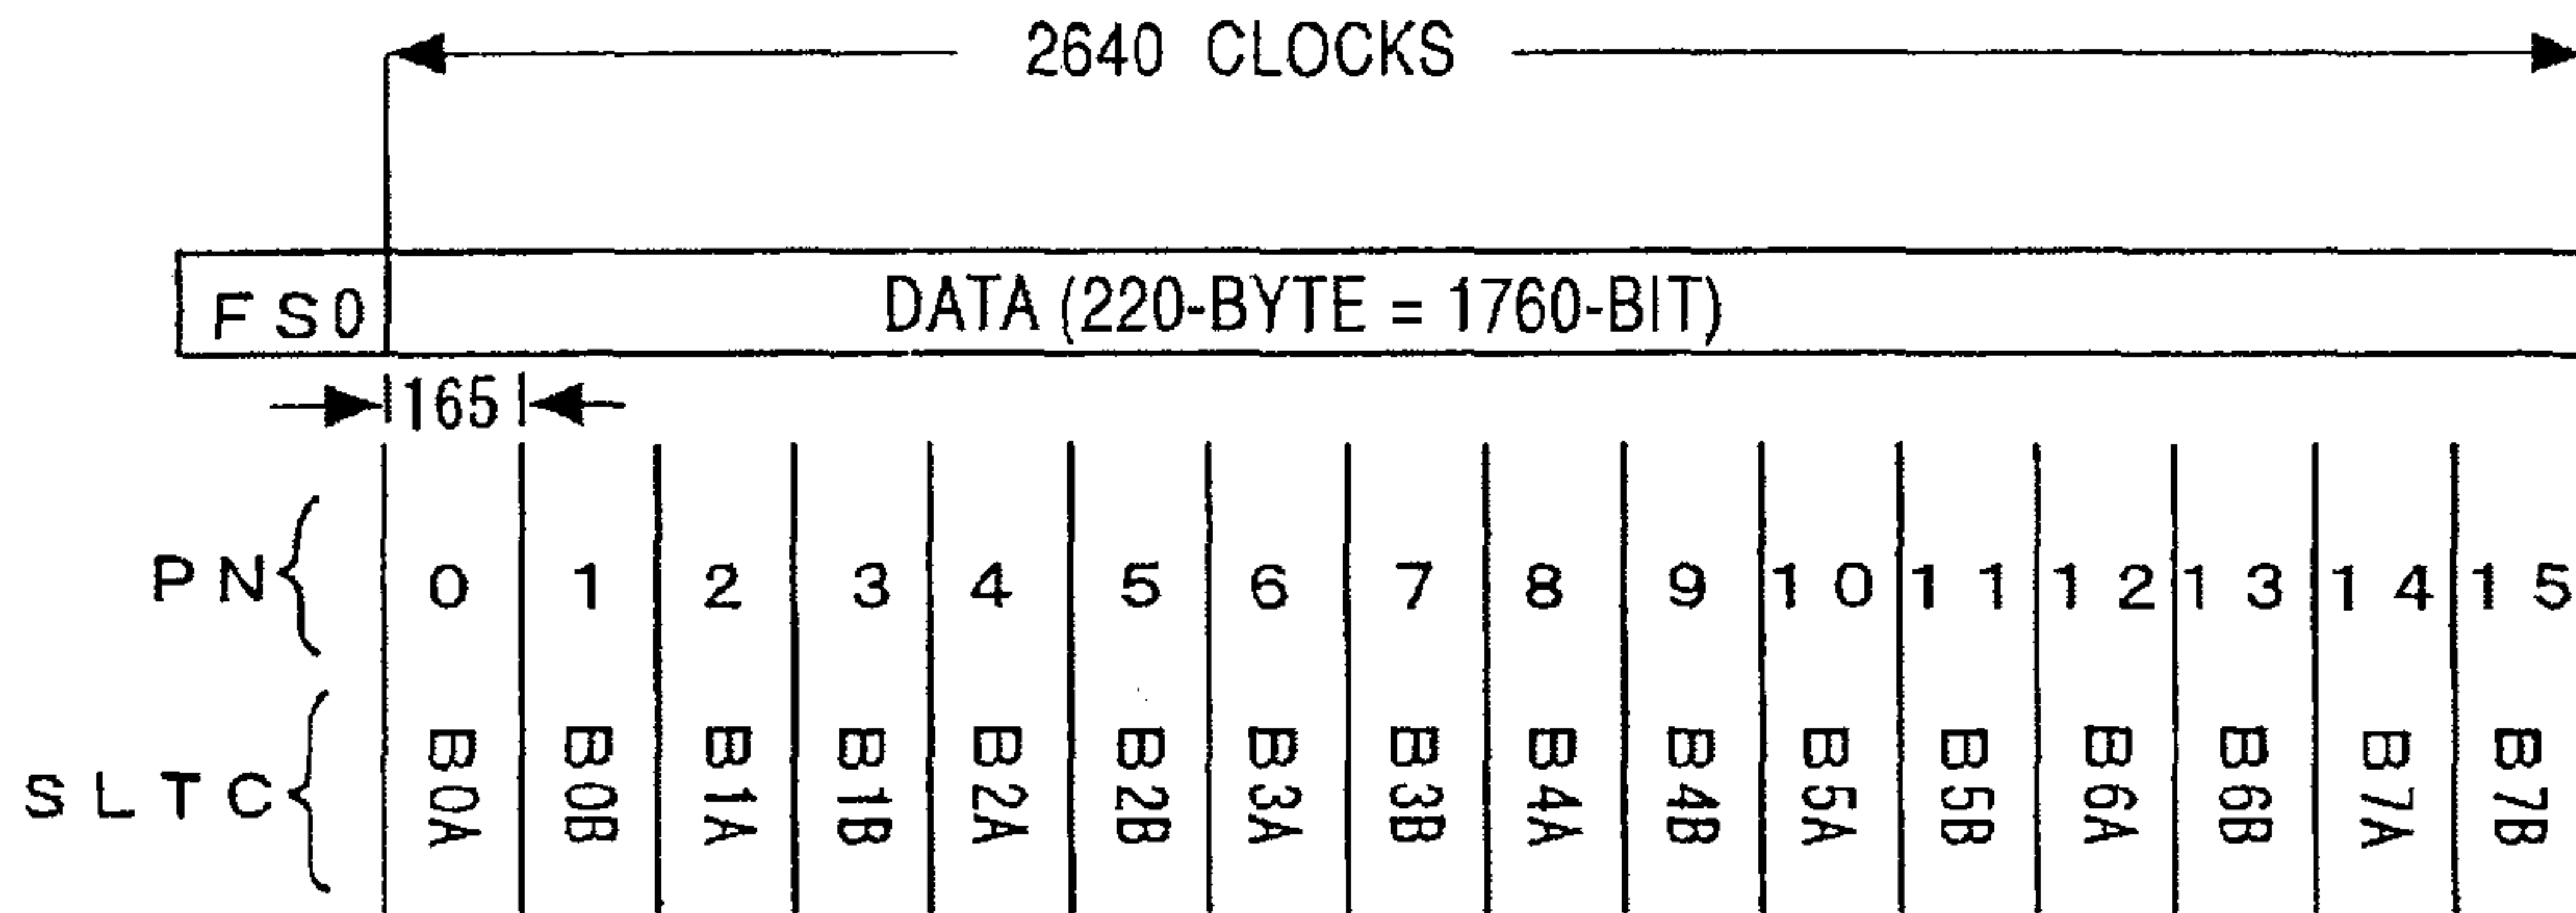 2640 CLOCKS
FS0 DATA (220-BYTE = 1760-BIT)
165
PN 0 1 2 3 4 5 6 7 8 9 10 11 12 13 14 15
SLTC B0A B0B B1A B1B B2A B2B B3A B3B B4A B4B B5A B5B B6A B6B B7A B7B